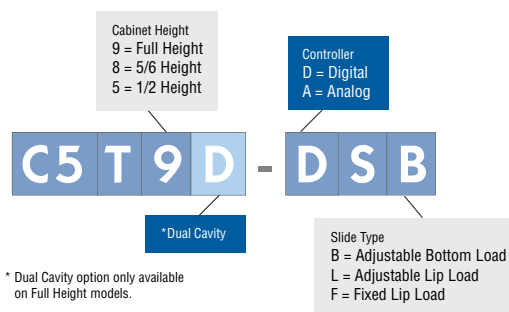 Cabinet Height
9 = Full Height
8 = 5/6 Height
5 = 1/2 Height
Controller
D = Digital
A = Analog
C5 T 9 D - D S B
*Dual Cavity
Slide Type
B = Adjustable Bottom Load
L = Adjustable Lip Load
F = Fixed Lip Load
* Dual Cavity option only available
on Full Height models.